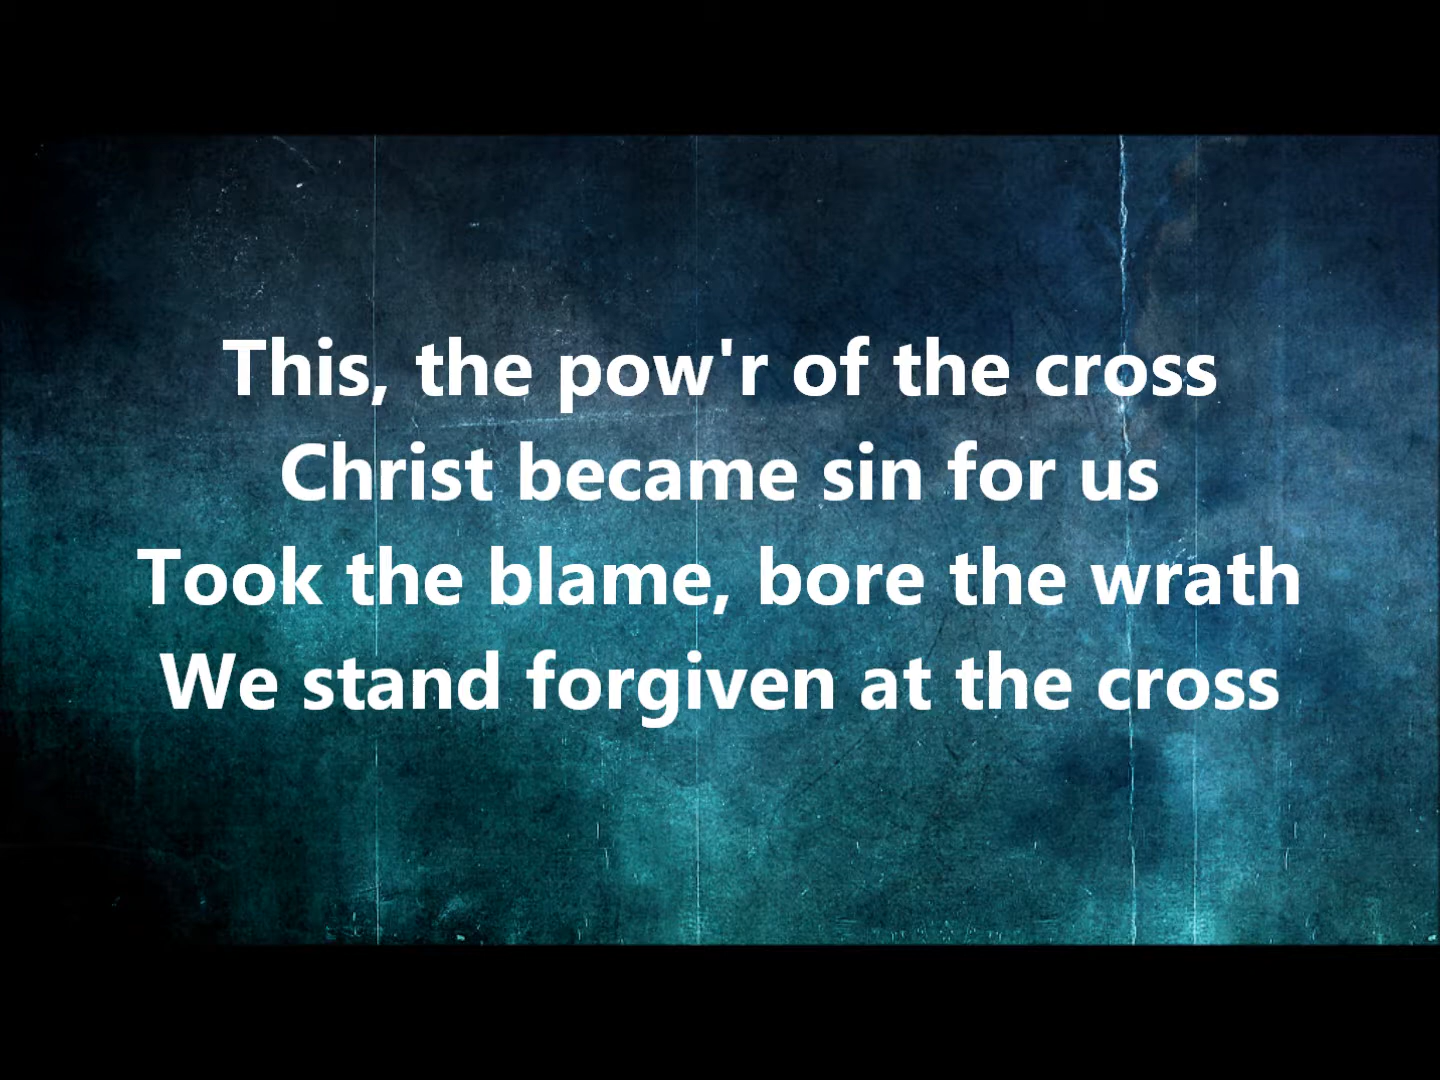 This, the pow'r of the cross
Christ became sin for us
Took the blame, bore the wrath
We stand forgiven at the cross